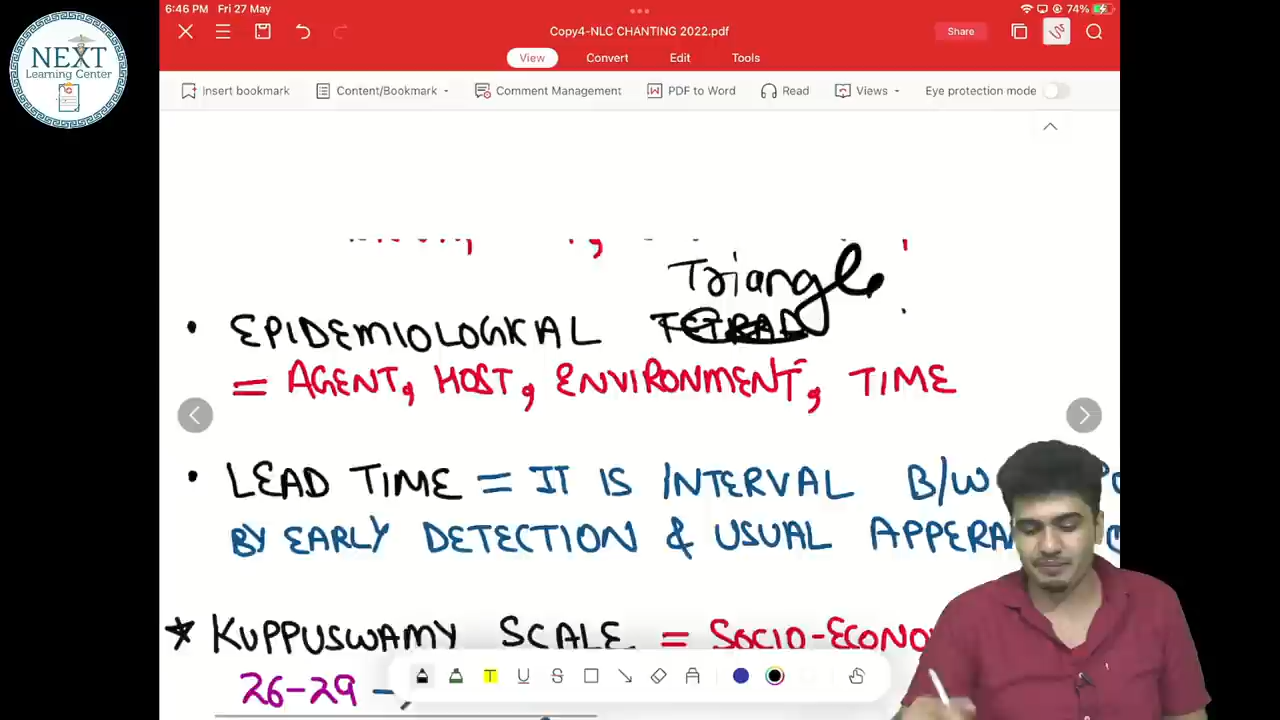 6:46 PM Fri 27 May
74%
NEXT
Learning Center
Copy4-NLC CHANTING 2022.pdf
Share
View Convert Edit Tools
Insert bookmark Content/Bookmark Comment Management PDF to Word Read Views Eye protection mode
Triangle
• EPIDEMIOLOGICAL TETRAD
= AGENT, HOST, ENVIRONMENT, TIME
• LEAD TIME = IT IS INTERVAL B/W
BY EARLY DETECTION & USUAL
★ KUPPUSWAMY SCALE =
T U S A
26-29 -